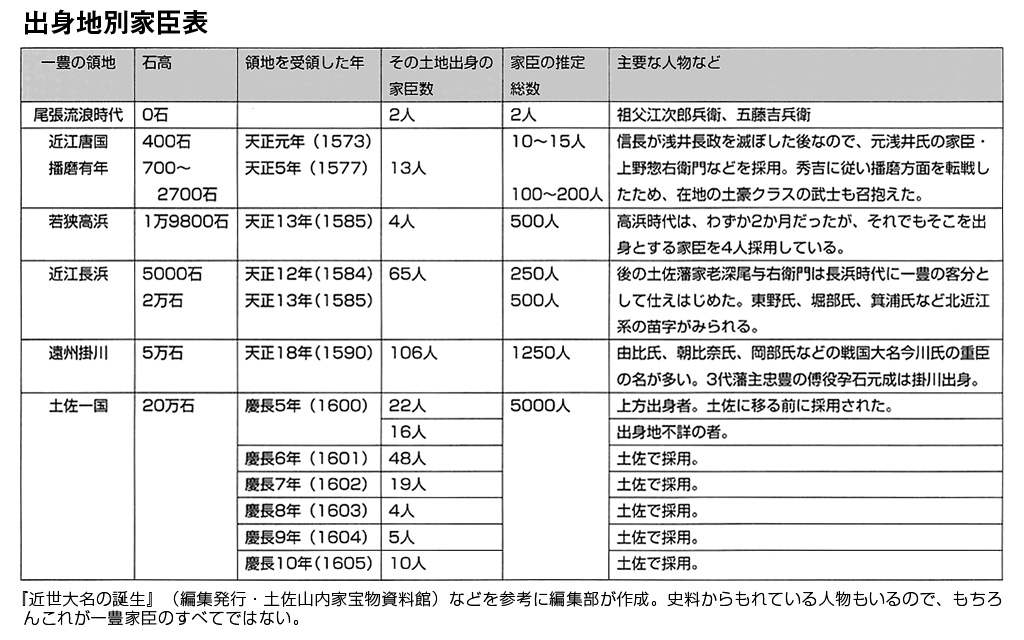 出身地別家臣表
一豊の領地 石高 領地を受領した年 その土地出身の家臣数 家臣の推定総数 主要な人物など
尾張流浪時代 0石 2人 2人 祖父江次郎兵衛、五藤吉兵衛
近江唐国 400石 天正元年（1573） 10〜15人 信長が浅井長政を滅ぼした後なので、元浅井氏の家臣・
播磨有年 700〜 天正5年（1577） 13人 上野惣右衛門などを採用。秀吉に従い播磨方面を転戦し
2700石 100〜200人 たため、在地の土豪クラスの武士も召抱えた。
若狭高浜 1万9800石 天正13年（1585） 4人 500人 高浜時代は、わずか2か月だったが、それでもそこを出
身とする家臣を4人採用している。
近江長浜 5000石 天正12年（1584） 65人 250人 後の土佐藩家老深尾与右衛門は長浜時代に一豊の客分と
2万石 天正13年（1585） 500人 して仕えはじめた。東野氏、堀部氏、箕浦氏など北近江
系の苗字がみられる。
遠州掛川 5万石 天正18年（1590） 106人 1250人 由比氏、朝比奈氏、岡部氏などの戦国大名今川氏の重臣
の名が多い。3代藩主忠豊の傅役孕石元成は掛川出身。
土佐一国 20万石 慶長5年（1600） 22人 5000人 上方出身者。土佐に移る前に採用された。
16人 出身地不詳の者。
慶長6年（1601） 48人 土佐で採用。
慶長7年（1602） 19人 土佐で採用。
慶長8年（1603） 4人 土佐で採用。
慶長9年（1604） 5人 土佐で採用。
慶長10年（1605） 10人 土佐で採用。
『近世大名の誕生』（編集発行・土佐山内家宝物資料館）などを参考に編集部が作成。史料からもれている人物もいるので、もちろ
んこれが一豊家臣のすべてではない。